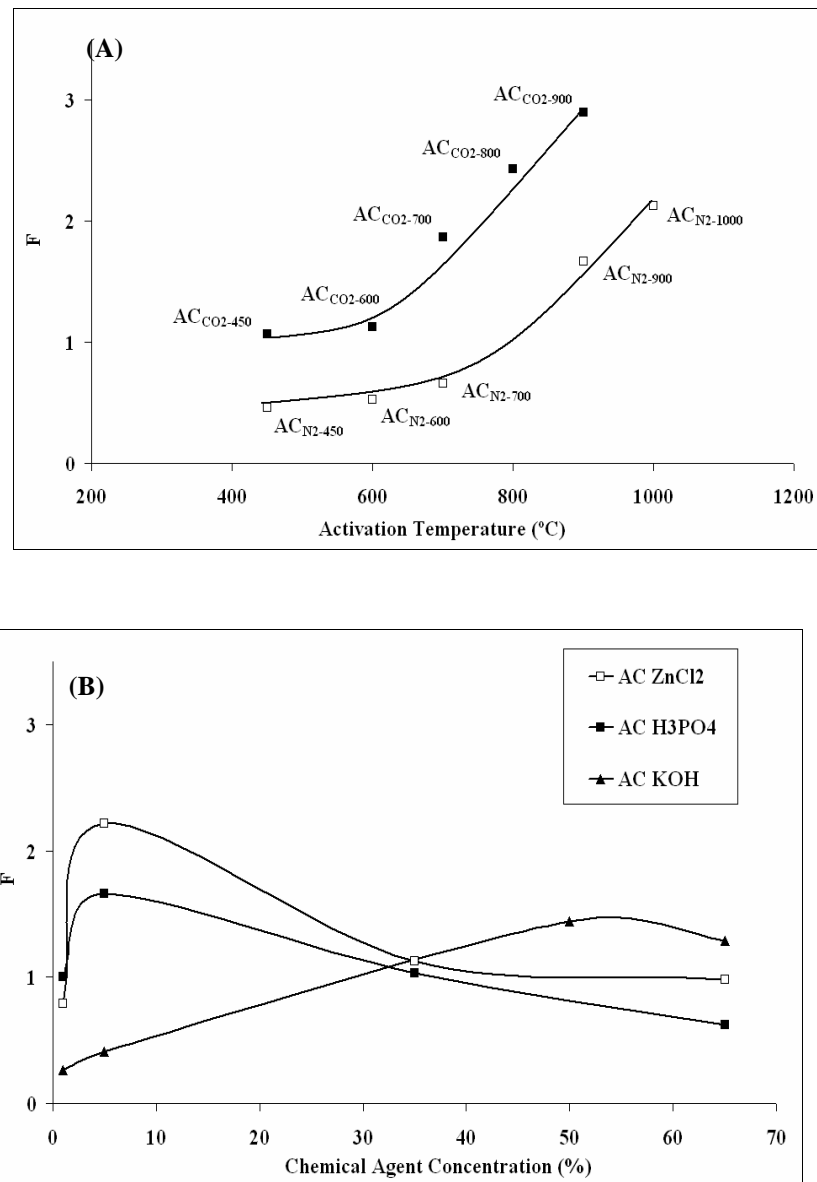 (A)
3
2
1
0
F
AC_CO2-900
AC_CO2-800
AC_CO2-700
AC_CO2-600
AC_CO2-450
AC_N2-1000
AC_N2-900
AC_N2-700
AC_N2-600
AC_N2-450
200 400 600 800 1000 1200
Activation Temperature (ºC)
(B)
AC ZnCl2
AC H3PO4
AC KOH
3
2
1
0
F
0 10 20 30 40 50 60 70
Chemical Agent Concentration (%)